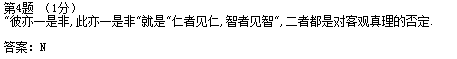 第4题 （1分）
“彼亦一是非, 此亦一是非”就是“仁者见仁, 智者见智”, 二者都是对客观真理的否定.
答案: N